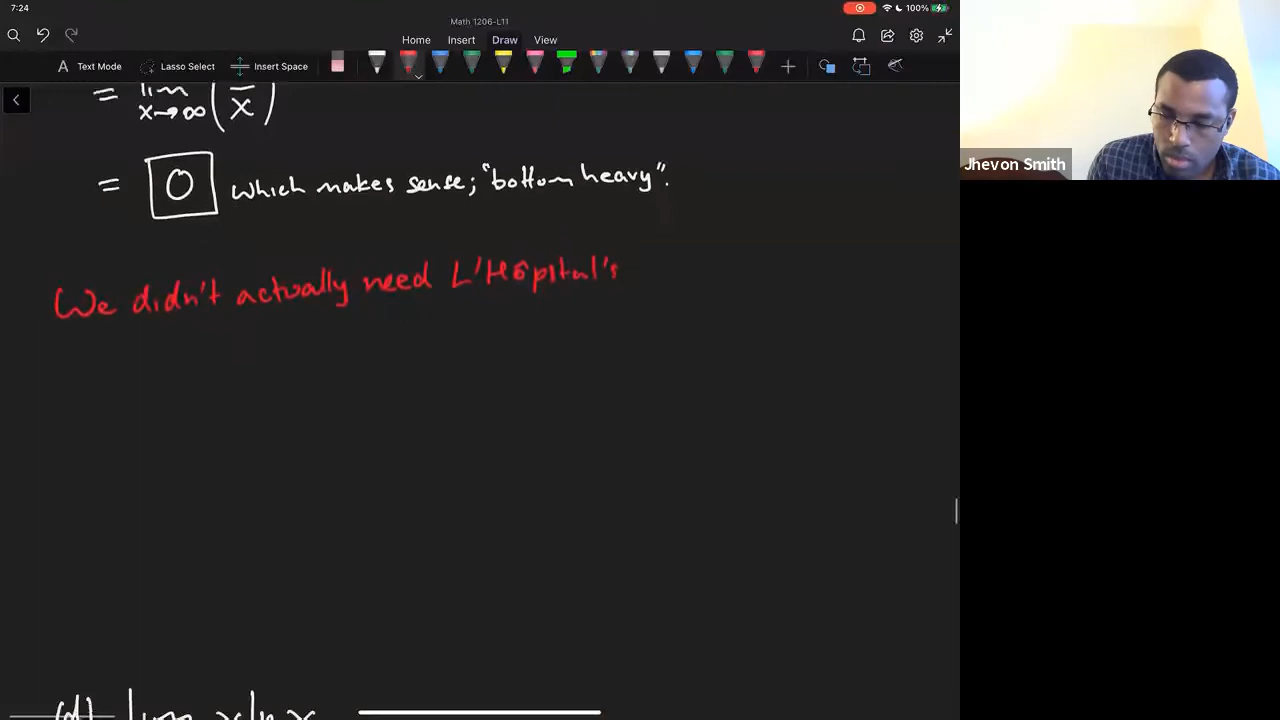 7:24
100%
Math 1206-L11
Home Insert Draw View
A Text Mode Lasso Select Insert Space
= lim x→∞ ( x )
= 0 which makes sense; "bottom heavy".
Jhevon Smith
We didn't actually need L'Hôpital's
(d) lim x ln x